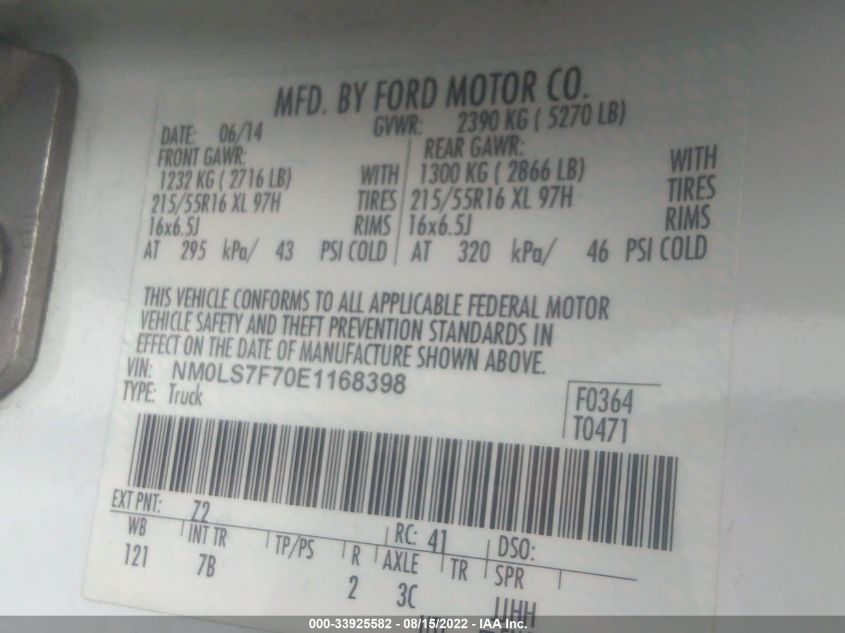 MFD. BY FORD MOTOR CO.
DATE: 06/14 GVWR: 2390 KG ( 5270 LB)
FRONT GAWR: REAR GAWR:
1232 KG ( 2716 LB) WITH 1300 KG ( 2866 LB) WITH
215/55R16 XL 97H TIRES 215/55R16 XL 97H TIRES
16x6.5J RIMS 16x6.5J RIMS
AT 295 kPa/ 43 PSI COLD AT 320 kPa/ 46 PSI COLD
THIS VEHICLE CONFORMS TO ALL APPLICABLE FEDERAL MOTOR
VEHICLE SAFETY AND THEFT PREVENTION STANDARDS IN
EFFECT ON THE DATE OF MANUFACTURE SHOWN ABOVE.
VIN: NM0LS7F70E1168398
TYPE: Truck
F0364
T0471
EXT PNT: Z2 RC: 41 DSO:
WB INT TR TP/PS R AXLE TR SPR
121 7B 2 3C JJHH
000-33925582 - 08/15/2022 - IAA Inc.